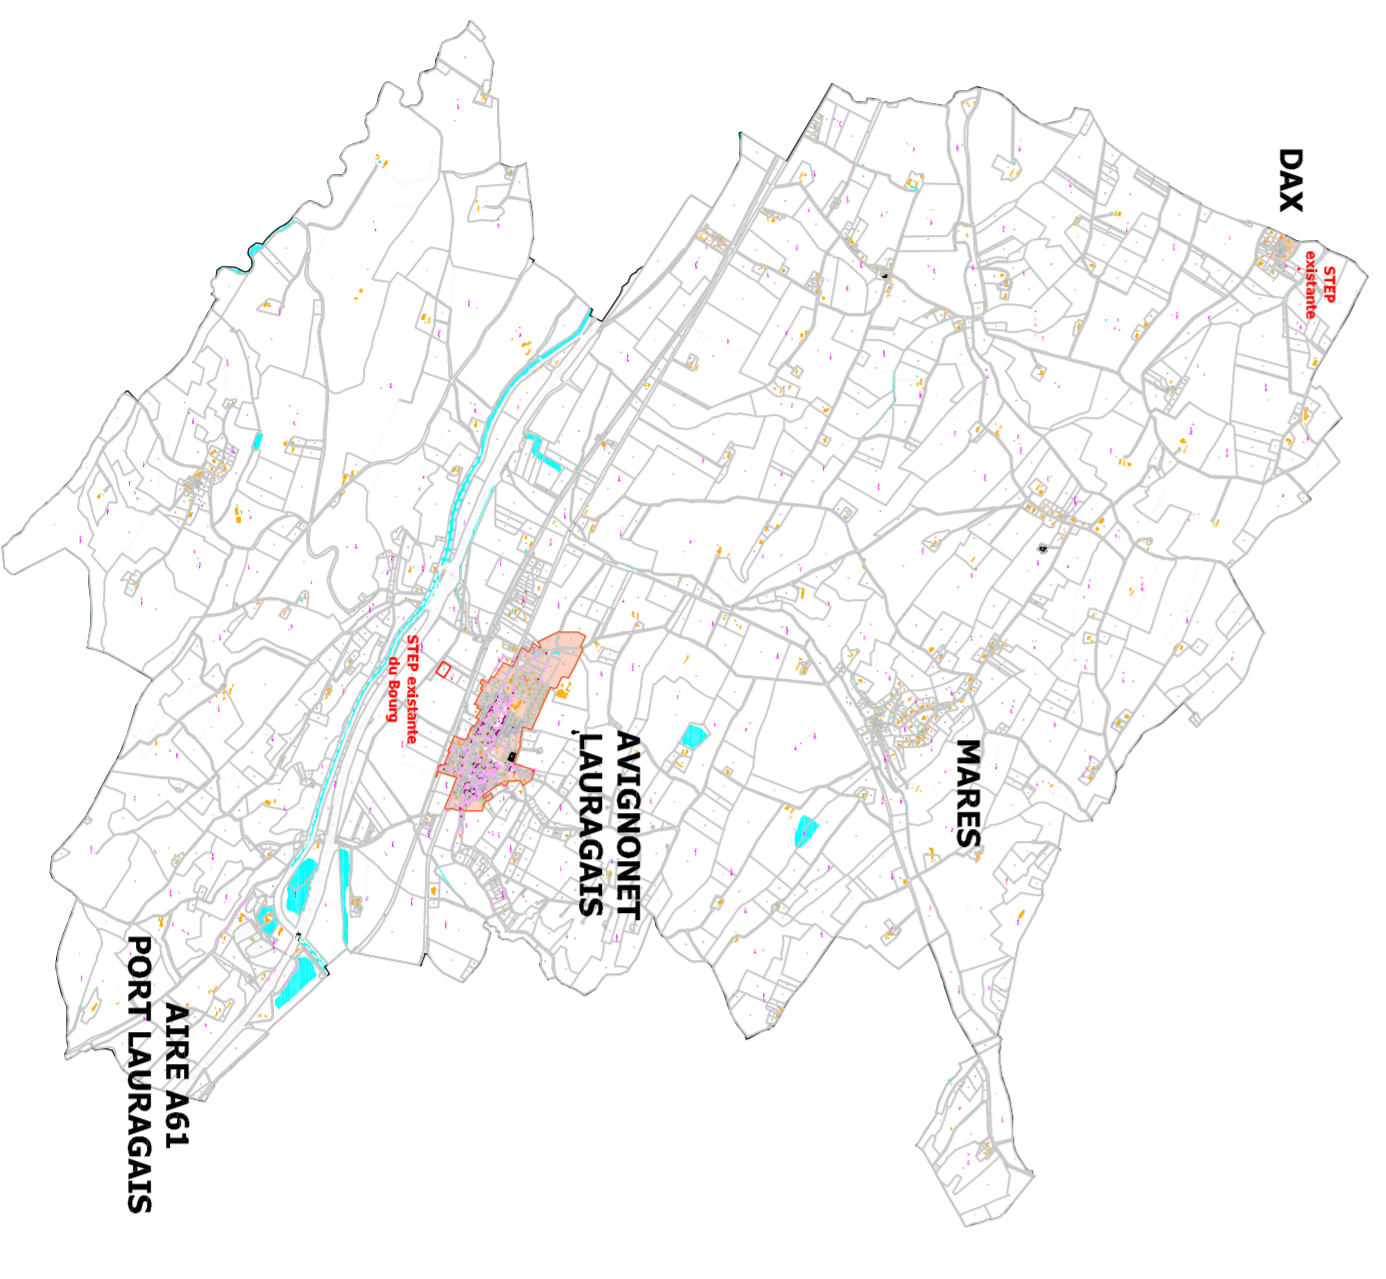 DAX
STEP
existante
MARES
AVIGNONET
LAURAGAIS
STEP existante
du Bourg
AIRE A61
PORT LAURAGAIS